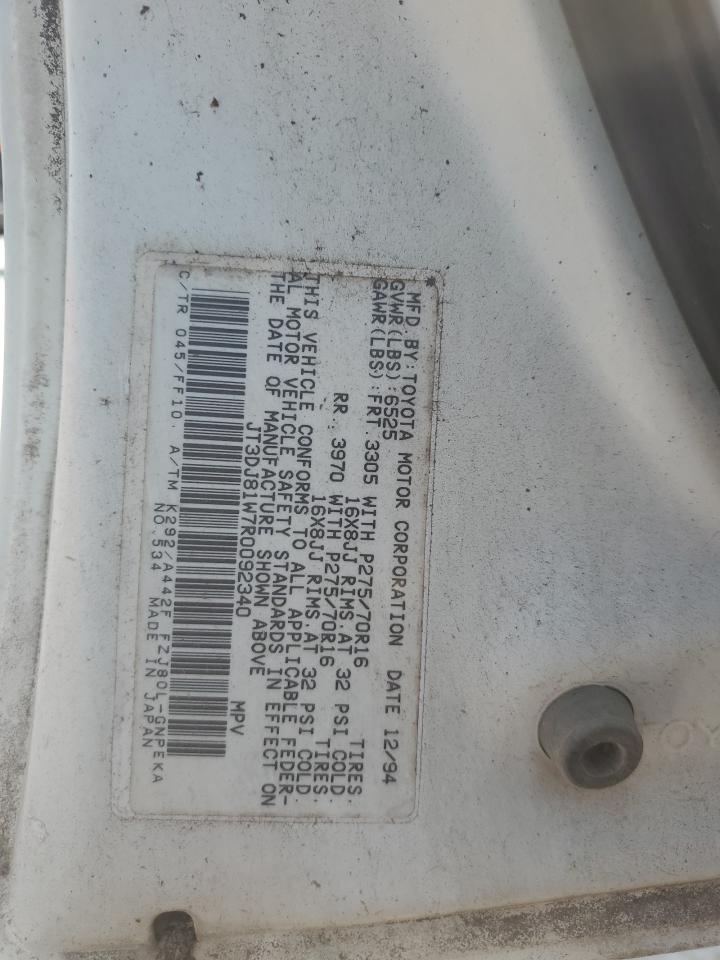 MFD BY:TOYOTA MOTOR CORPORATION DATE 12/94
GVWR(LBS):6525
GAWR(LBS):FRT.3305 WITH P275/70R16 TIRES.
16X8JJ RIMS.AT 32 PSI COLD.
RR. 3970 WITH P275/70R16 TIRES.
16X8JJ RIMS.AT 32 PSI COLD.
THIS VEHICLE CONFORMS TO ALL APPLICABLE FEDER-
AL MOTOR VEHICLE SAFETY STANDARDS IN EFFECT ON
THE DATE OF MANUFACTURE SHOWN ABOVE
JT3DJ81W7R0092340 MPV
C/TR 045/FF10. A/TM K292/A442F FZJ80L-GNPEKA
NO.534 MADE IN JAPAN